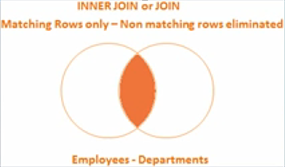 INNER JOIN or JOIN
Matching Rows only – Non matching rows eliminated
Employees - Departments